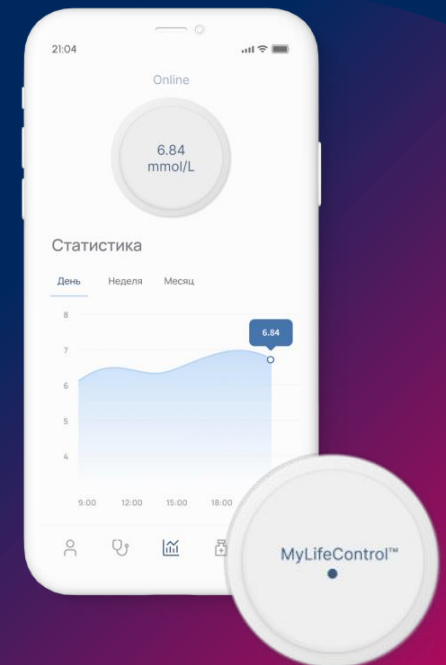 21:04
Online
6.84
mmol/L
Статистика
День Неделя Месяц
8
6.84
7
6
5
4
9:00 12:00 15:00 18:00
MyLifeControl™